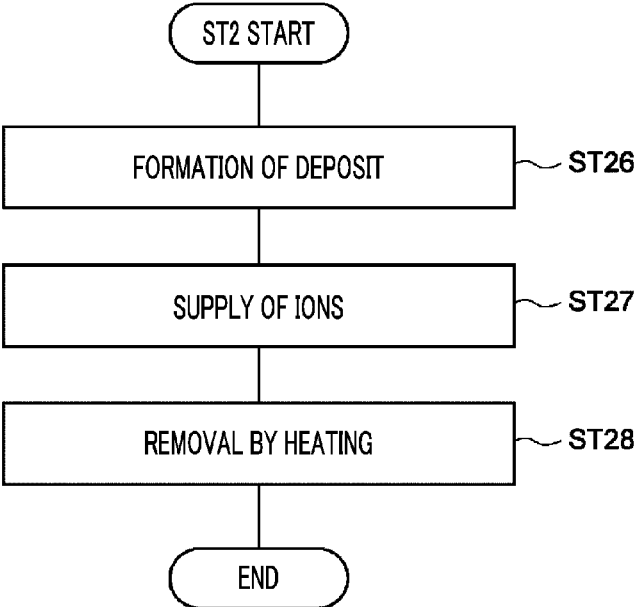 ST2 START
FORMATION OF DEPOSIT
ST26
SUPPLY OF IONS
ST27
REMOVAL BY HEATING
ST28
END